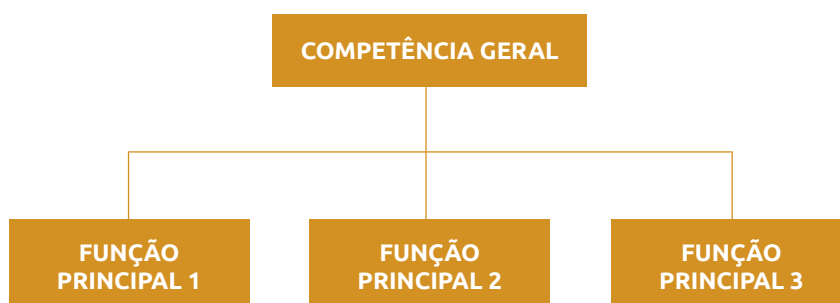 COMPETÊNCIA GERAL
FUNÇÃO
PRINCIPAL 1
FUNÇÃO
PRINCIPAL 2
FUNÇÃO
PRINCIPAL 3